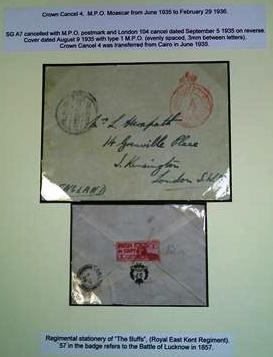 Crown Cancel 4, M.P.O. Moascar from June 1935 to February 29 1936.
SG A7 cancelled with M.P.O. postmark and London 104 cancel dated September 5 1935 on reverse.
Cover dated August 9 1935 with type 1 M.P.O. (evenly spaced, 3mm between letters).
Crown Cancel 4 was transferred from Cairo in June 1935.
14 Granville Place
S. Kensington
London
ENGLAND
Regimental stationery of "The Buffs", (Royal East Kent Regiment).
57 in the badge refers to the Battle of Lucknow in 1857.